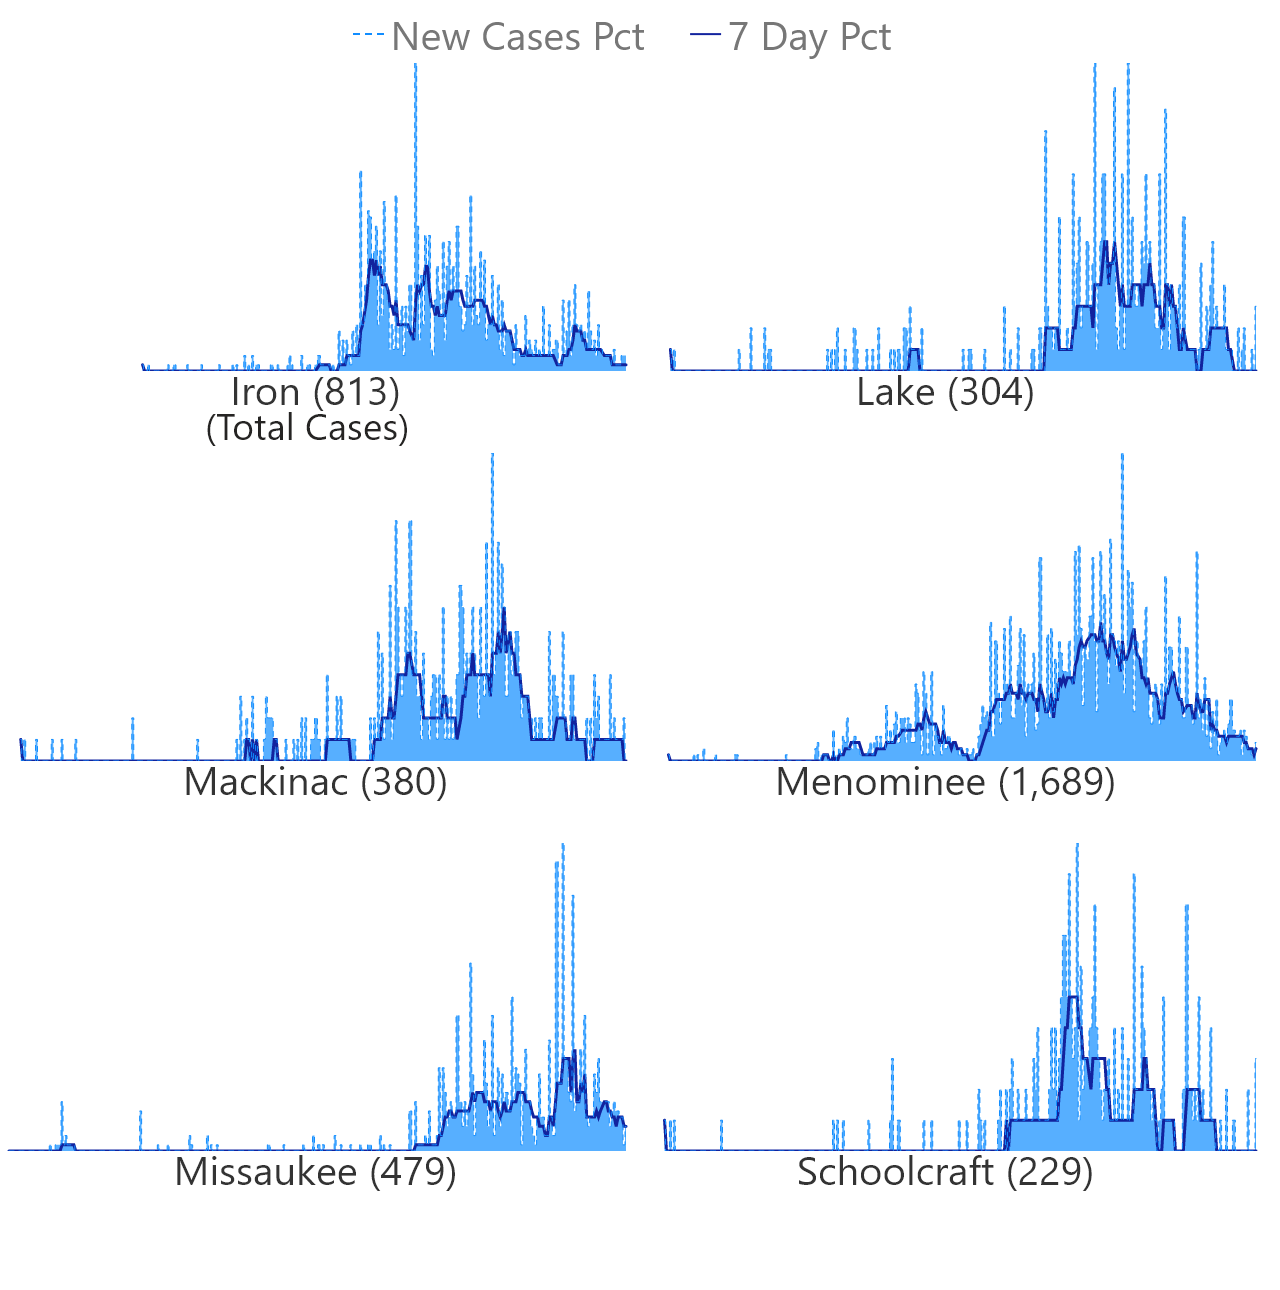 New Cases Pct 7 Day Pct
Iron (813)
(Total Cases)
Lake (304)
Mackinac (380)
Menominee (1,689)
Missaukee (479)
Schoolcraft (229)